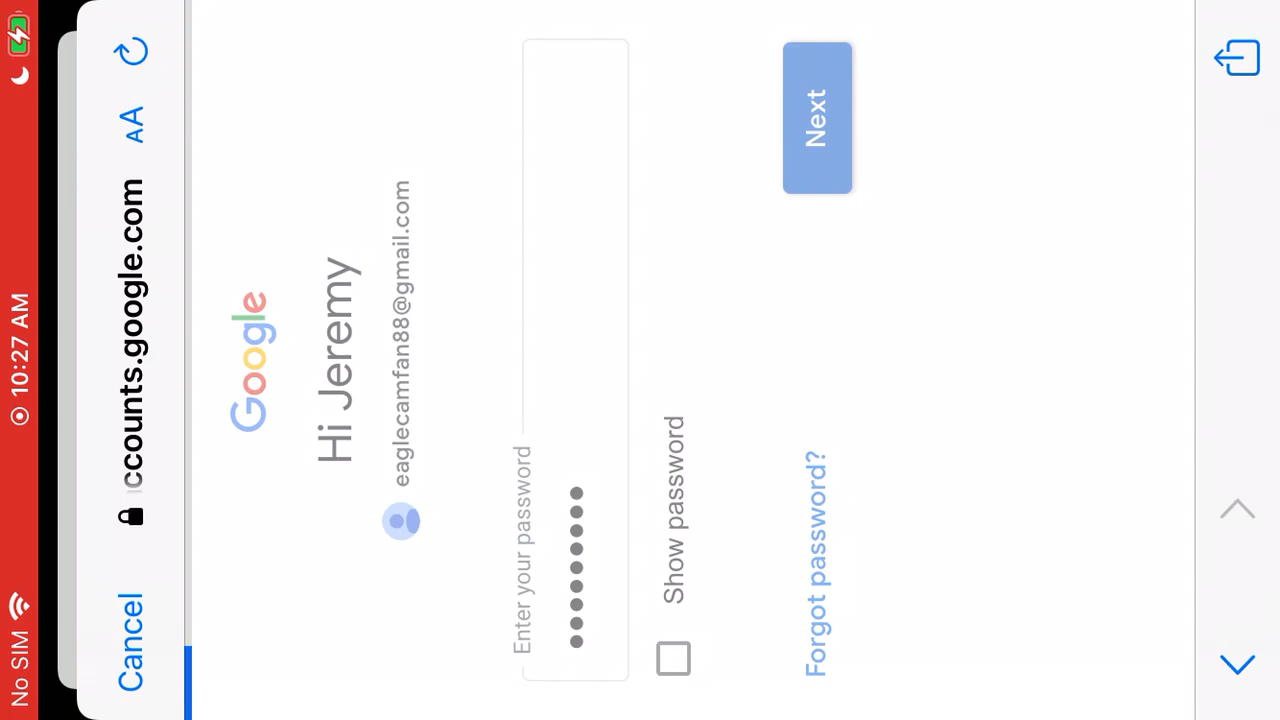 No SIM 10:27 AM
Cancel ccounts.google.com AA
Google
Hi Jeremy
eaglecamfan88@gmail.com
Enter your password
Show password
Forgot password? Next